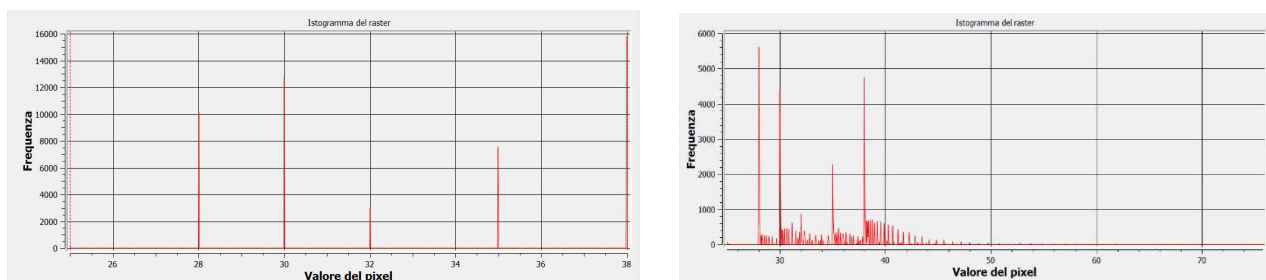 Istogramma del raster
16000
14000
12000
10000
8000
6000
4000
2000
0
Frequenza
26 28 30 32 34 36 38
Valore del pixel
Istogramma del raster
6000
5000
4000
3000
2000
1000
0
Frequenza
30 40 50 60 70
Valore del pixel